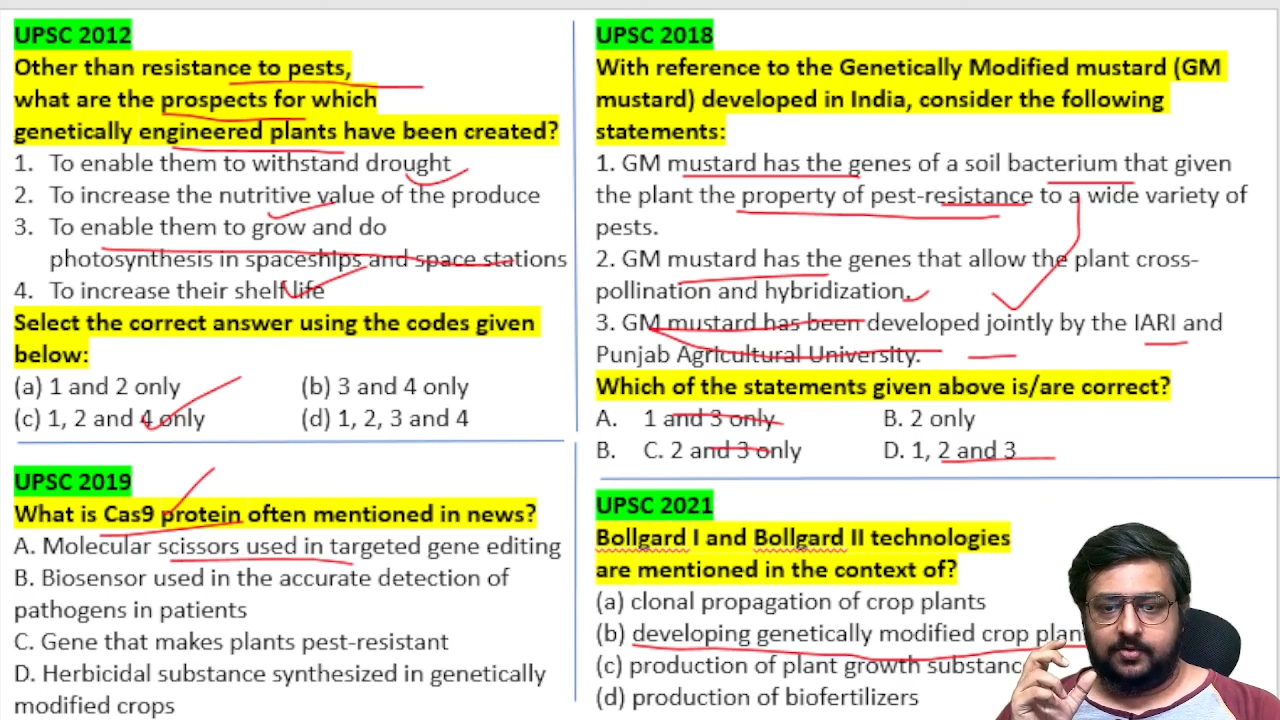 UPSC 2012
Other than resistance to pests,
what are the prospects for which
genetically engineered plants have been created?
1. To enable them to withstand drought
2. To increase the nutritive value of the produce
3. To enable them to grow and do
photosynthesis in spaceships and space stations
4. To increase their shelf life
Select the correct answer using the codes given
below:
(a) 1 and 2 only (b) 3 and 4 only
(c) 1, 2 and 4 only (d) 1, 2, 3 and 4
UPSC 2019
What is Cas9 protein often mentioned in news?
A. Molecular scissors used in targeted gene editing
B. Biosensor used in the accurate detection of
pathogens in patients
C. Gene that makes plants pest-resistant
D. Herbicidal substance synthesized in genetically
modified crops
UPSC 2018
With reference to the Genetically Modified mustard (GM
mustard) developed in India, consider the following
statements:
1. GM mustard has the genes of a soil bacterium that given
the plant the property of pest-resistance to a wide variety of
pests.
2. GM mustard has the genes that allow the plant cross-
pollination and hybridization.
3. GM mustard has been developed jointly by the IARI and
Punjab Agricultural University.
Which of the statements given above is/are correct?
A. 1 and 3 only B. 2 only
B. C. 2 and 3 only D. 1, 2 and 3
UPSC 2021
Bollgard I and Bollgard II technologies
are mentioned in the context of?
(a) clonal propagation of crop plants
(b) developing genetically modified crop
(c) production of plant growth
(d) production of biofertilizers